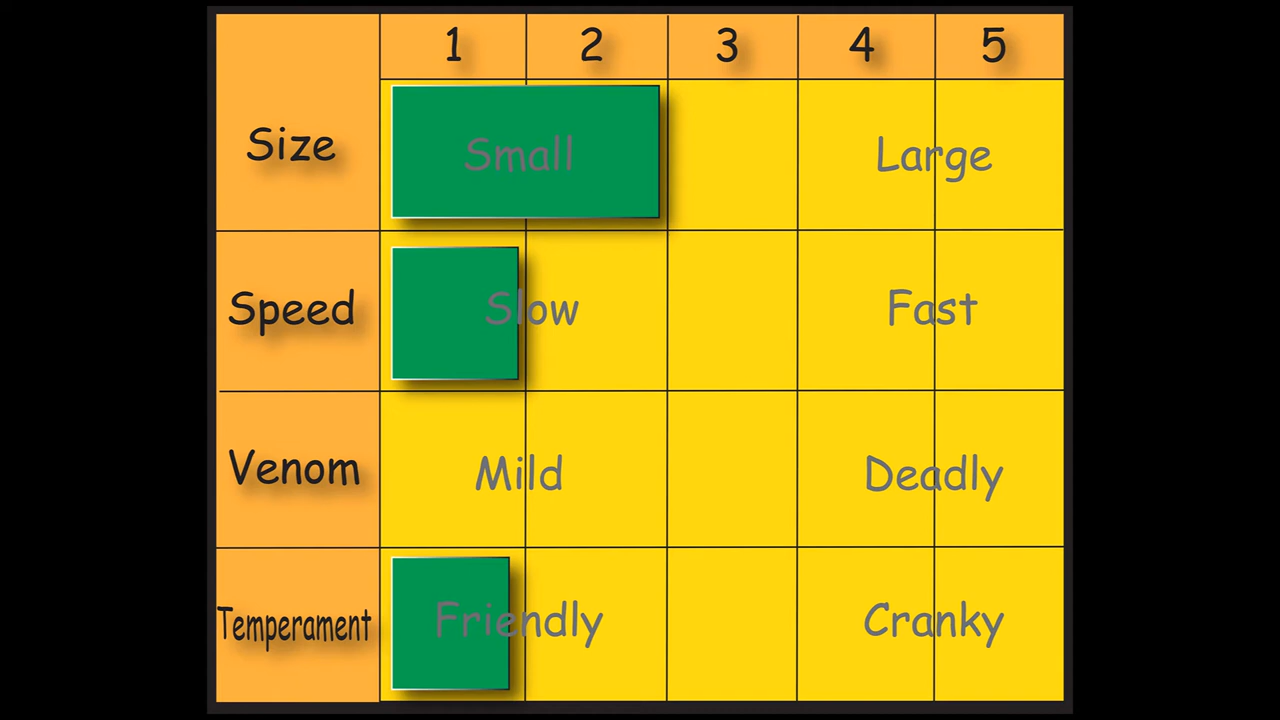 1 2 3 4 5
Size Small Large
Speed Slow Fast
Venom Mild Deadly
Temperament Friendly Cranky